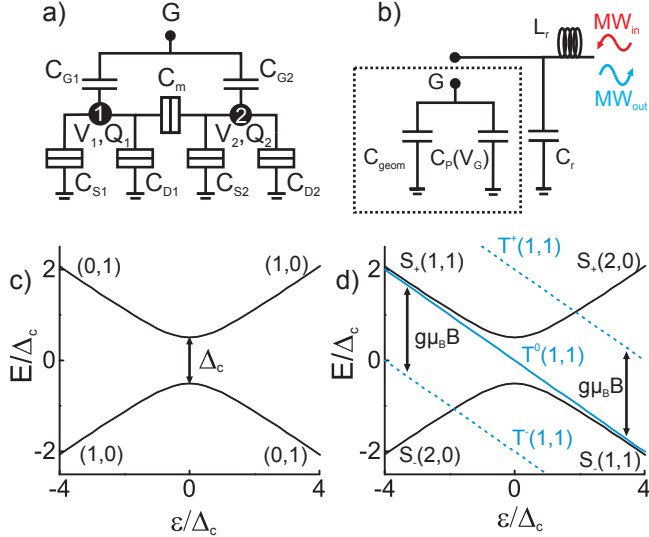 a)
G
C_G1
C_m
C_G2
1
2
V_1,Q_1
V_2,Q_2
C_S1
C_D1
C_S2
C_D2
b)
L_r
MW_in
MW_out
G
C_geom
C_P(V_G)
C_r
c)
(0,1)
(1,0)
Δ_c
(1,0)
(0,1)
E/Δ_c
2
0
-2
-4
0
4
ε/Δ_c
d)
T^+(1,1)
S_+(1,1)
S_+(2,0)
gμ_BB
T^0(1,1)
gμ_BB
T^-(1,1)
S_-(2,0)
S_-(1,1)
E/Δ_c
2
0
-2
-4
0
4
ε/Δ_c